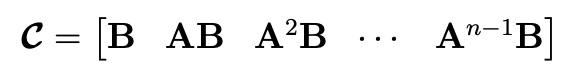 𝓒 = [𝐁 𝐀𝐁 𝐀²𝐁 ⋯ 𝐀ⁿ⁻¹𝐁]